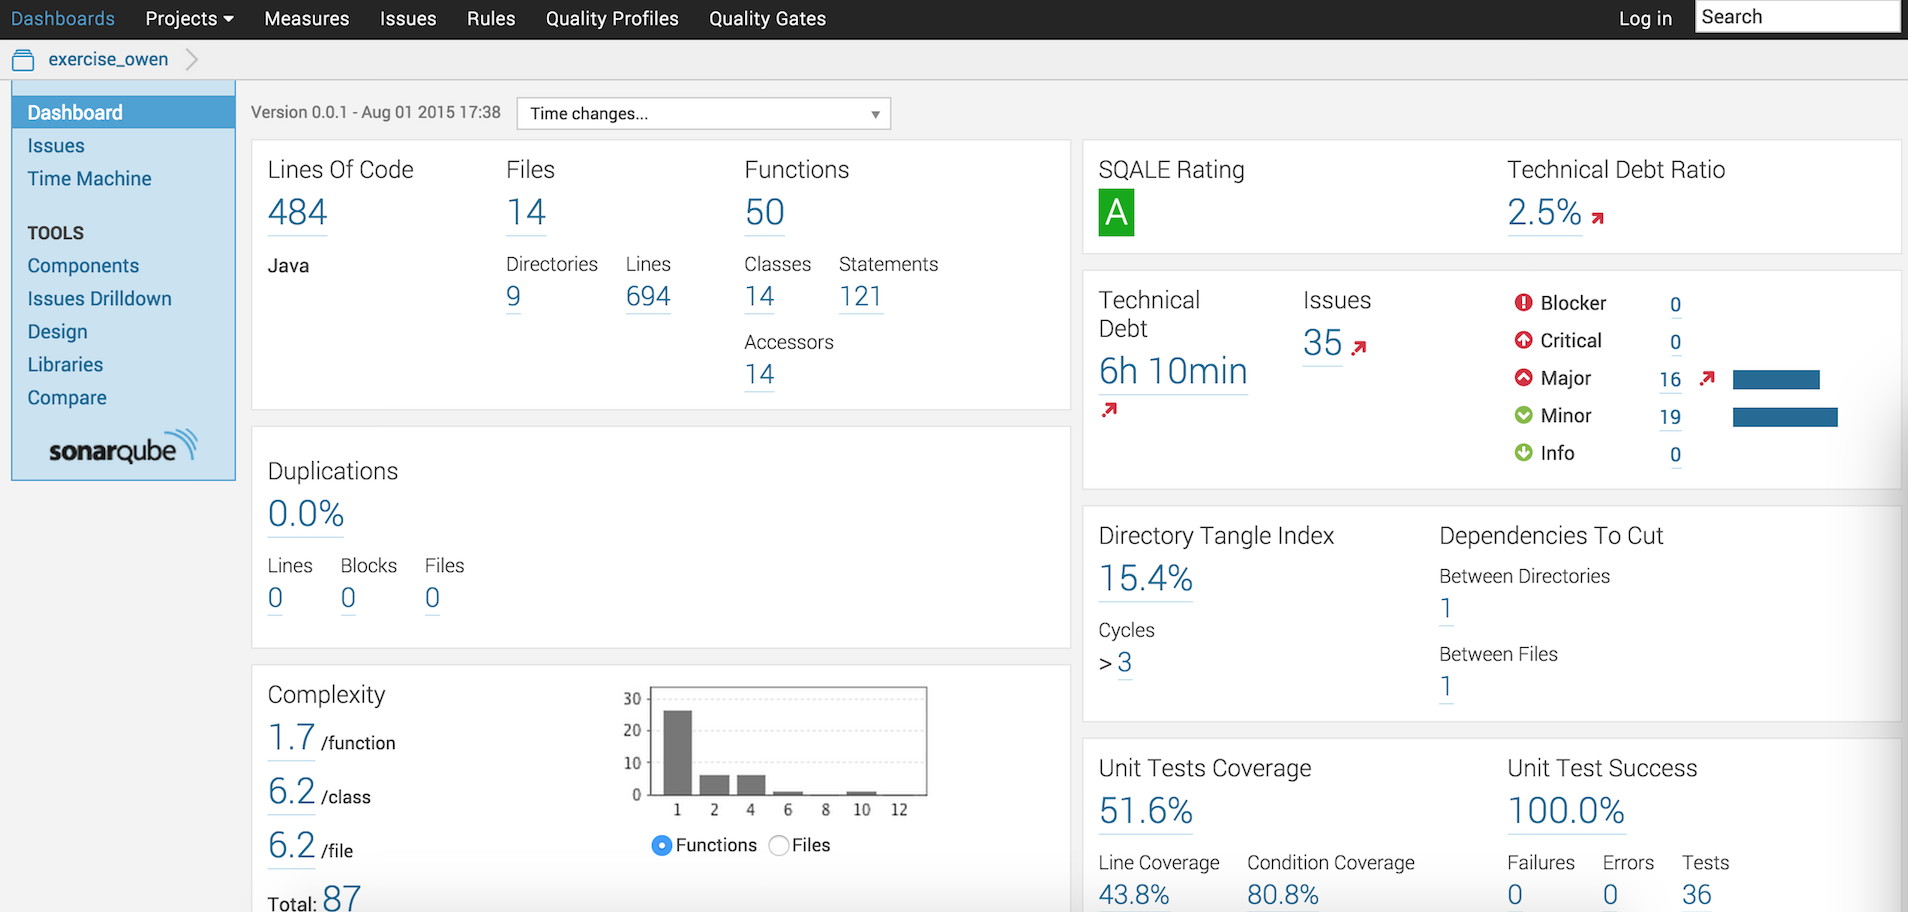 Dashboards Projects Measures Issues Rules Quality Profiles Quality Gates Log in Search
exercise_owen
Dashboard
Issues
Time Machine
TOOLS
Components
Issues Drilldown
Design
Libraries
Compare
sonarqube
Version 0.0.1 - Aug 01 2015 17:38 Time changes...
Lines Of Code Files Functions
484 14 50
Java
Directories Lines Classes Statements
9 694 14 121
Accessors
14
Duplications
0.0%
Lines Blocks Files
0 0 0
Complexity
1.7 /function
6.2 /class
6.2 /file
Total: 87
30
20
10
0
1 2 4 6 8 10 12
Functions Files
SQALE Rating Technical Debt Ratio
A 2.5%
Technical
Debt
6h 10min
Issues
35
Blocker 0
Critical 0
Major 16
Minor 19
Info 0
Directory Tangle Index
15.4%
Cycles
> 3
Dependencies To Cut
Between Directories
1
Between Files
1
Unit Tests Coverage
51.6%
Line Coverage Condition Coverage
43.8% 80.8%
Unit Test Success
100.0%
Failures Errors Tests
0 0 36